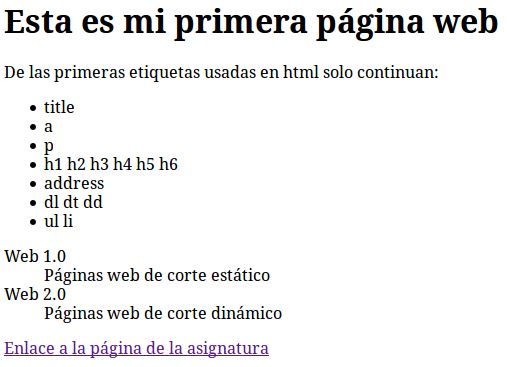 Esta es mi primera página web
De las primeras etiquetas usadas en html solo continuan:
title
a
p
h1 h2 h3 h4 h5 h6
address
dl dt dd
ul li
Web 1.0
Páginas web de corte estático
Web 2.0
Páginas web de corte dinámico
Enlace a la página de la asignatura